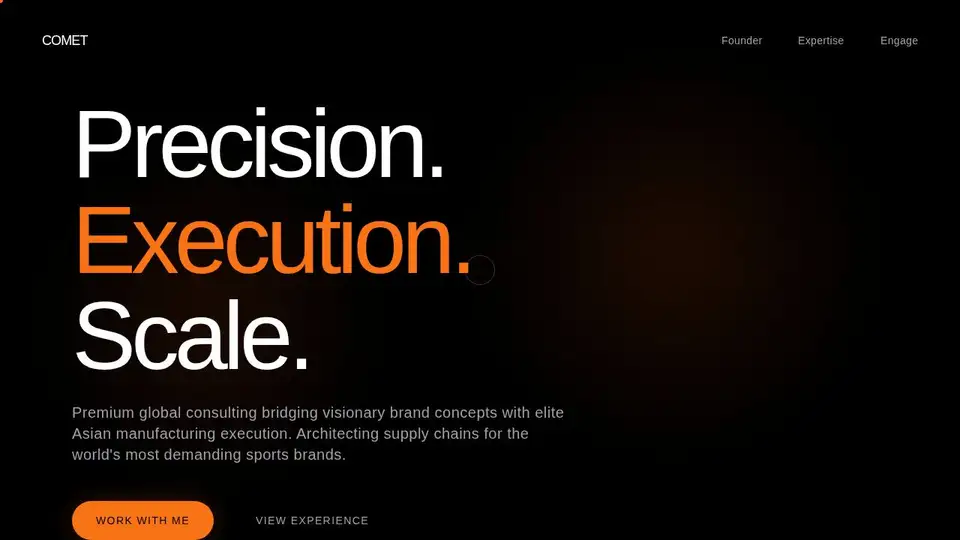 COMET
Founder
Expertise
Engage
Precision.
Execution.
Scale.
Premium global consulting bridging visionary brand concepts with elite
Asian manufacturing execution. Architecting supply chains for the
world's most demanding sports brands.
WORK WITH ME
VIEW EXPERIENCE